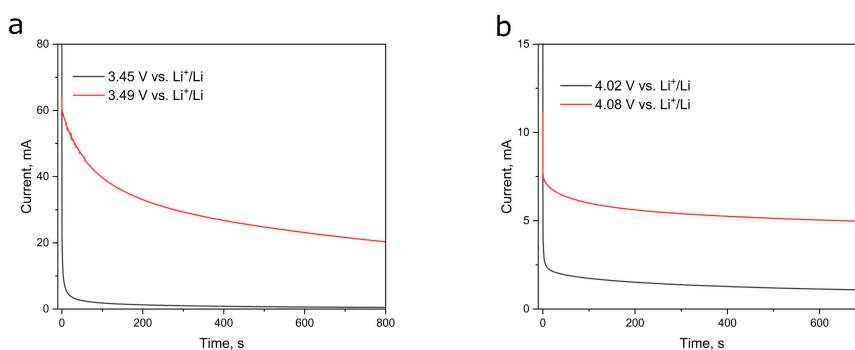 a
80
60
40
20
0
Current, mA
3.45 V vs. Li⁺/Li
3.49 V vs. Li⁺/Li
0
200
400
600
800
Time, s
b
15
10
5
0
Current, mA
4.02 V vs. Li⁺/Li
4.08 V vs. Li⁺/Li
0
200
400
600
Time, s